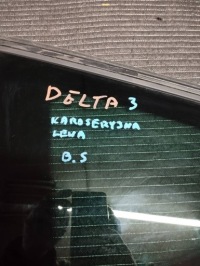 DELTA 3
KAROSERYJNA
LEWA
B.S